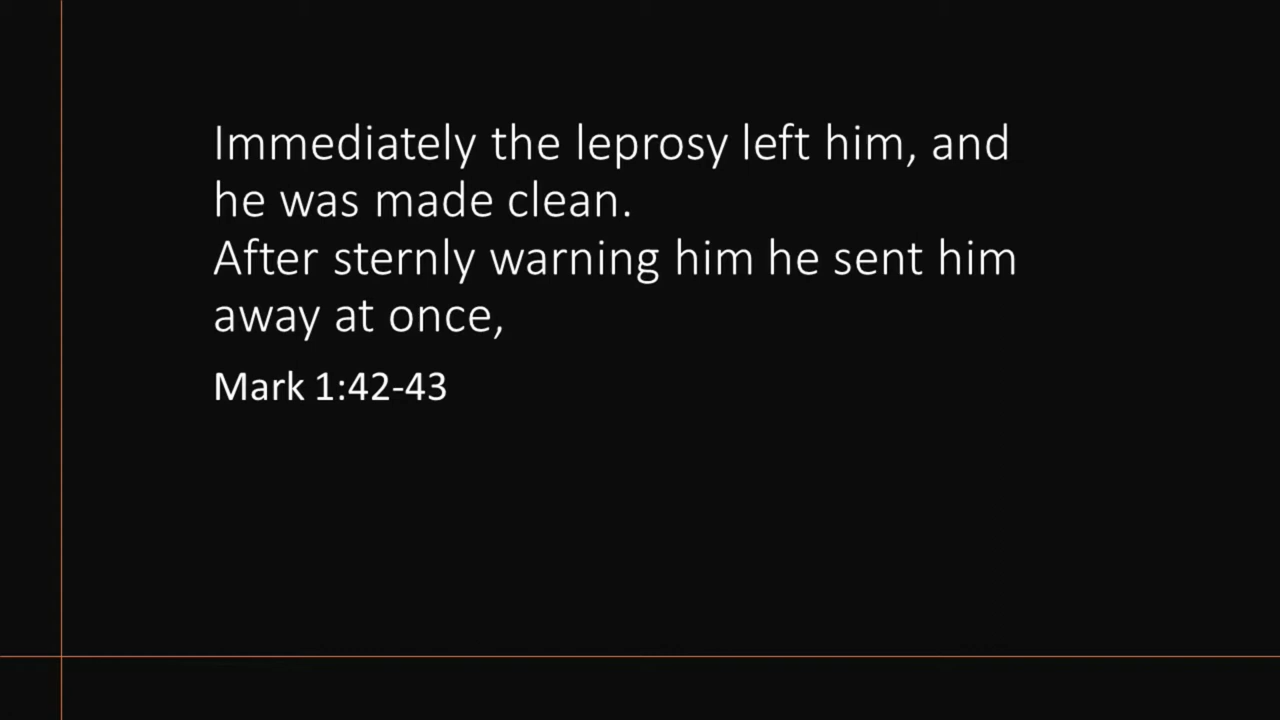 Immediately the leprosy left him, and
he was made clean.
After sternly warning him he sent him
away at once,
Mark 1:42-43